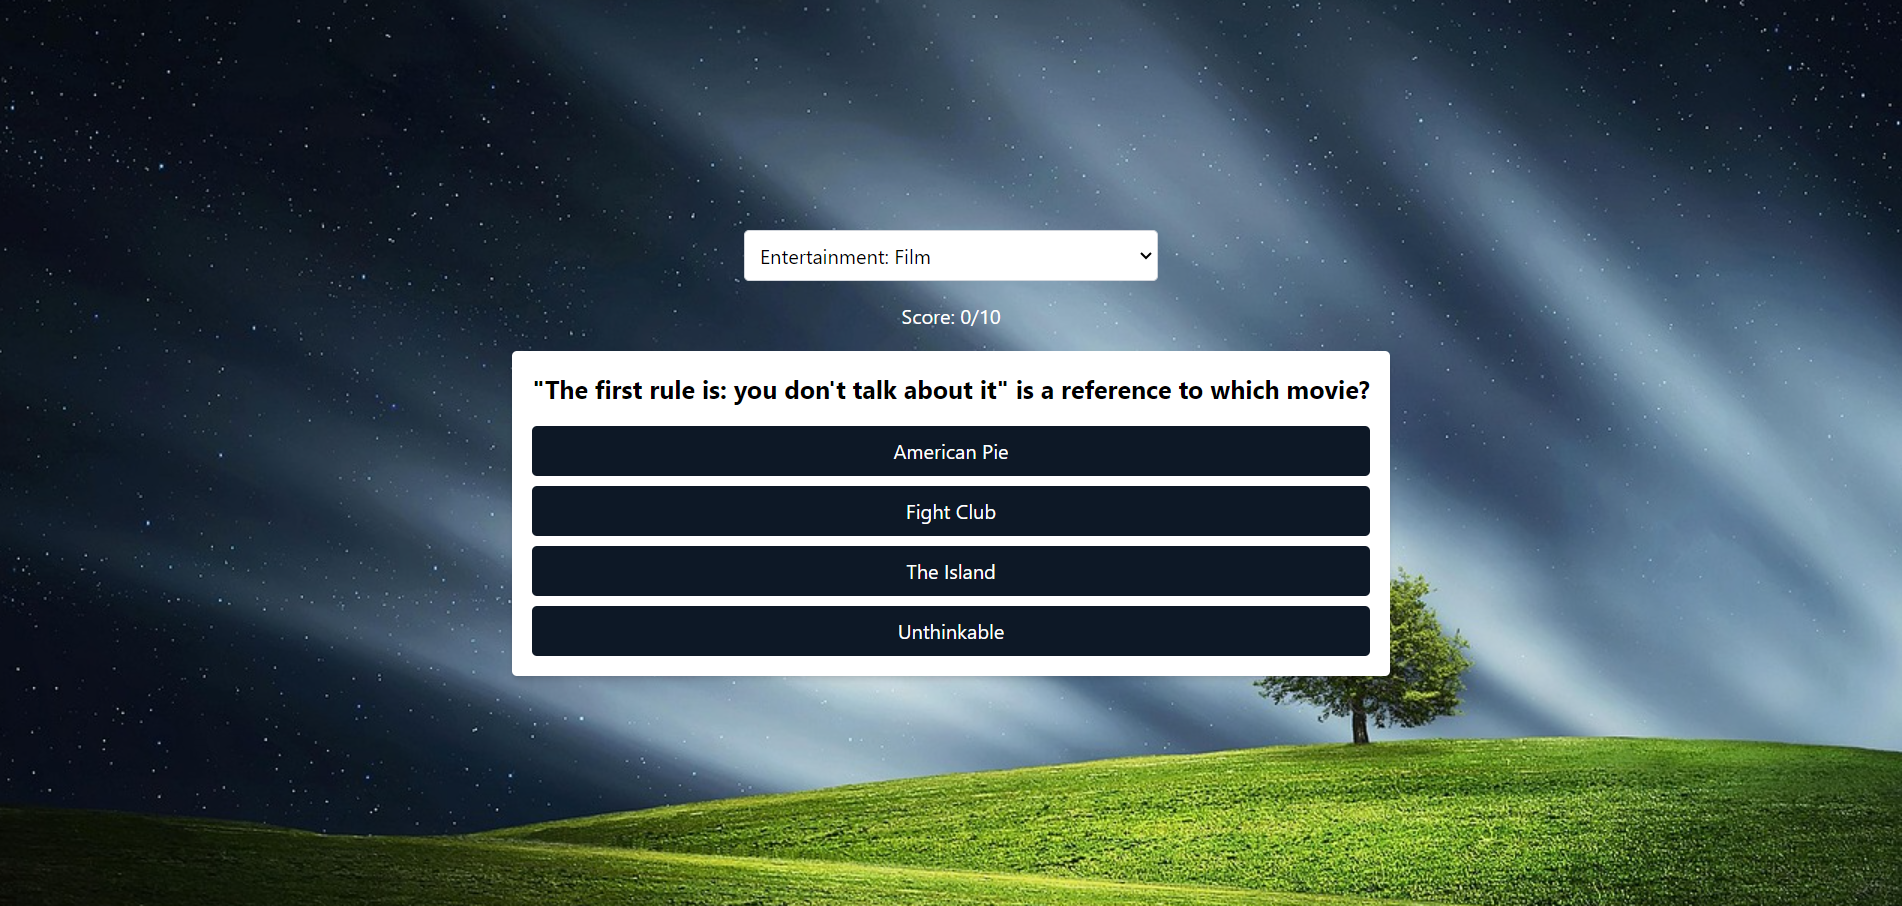 Entertainment: Film
Score: 0/10
"The first rule is: you don't talk about it" is a reference to which movie?
American Pie
Fight Club
The Island
Unthinkable